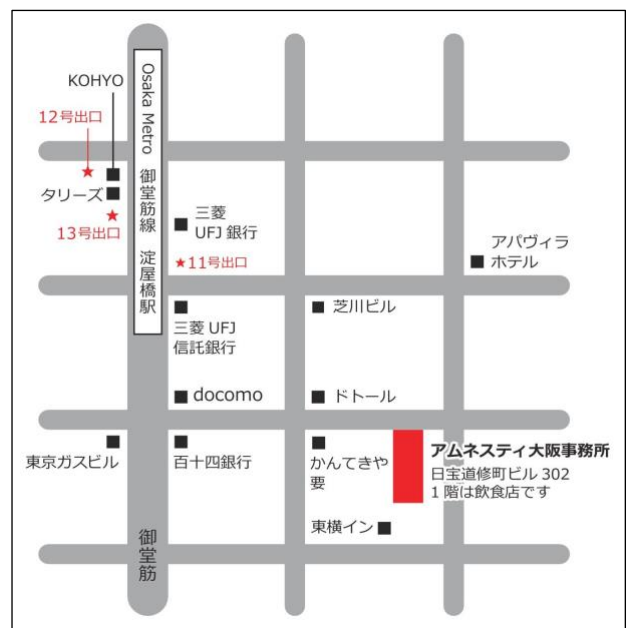 KOHYO
12号出口
Osaka Metro 御堂筋線 淀屋橋駅
タリーズ
13号出口
三菱
UFJ 銀行
★11号出口
アパヴィラ
ホテル
三菱 UFJ
信託銀行
芝川ビル
docomo
ドトール
東京ガスビル
百十四銀行
かんてきや
要
アムネスティ大阪事務所
日宝道修町ビル 302
1 階は飲食店です
東横イン
御堂筋